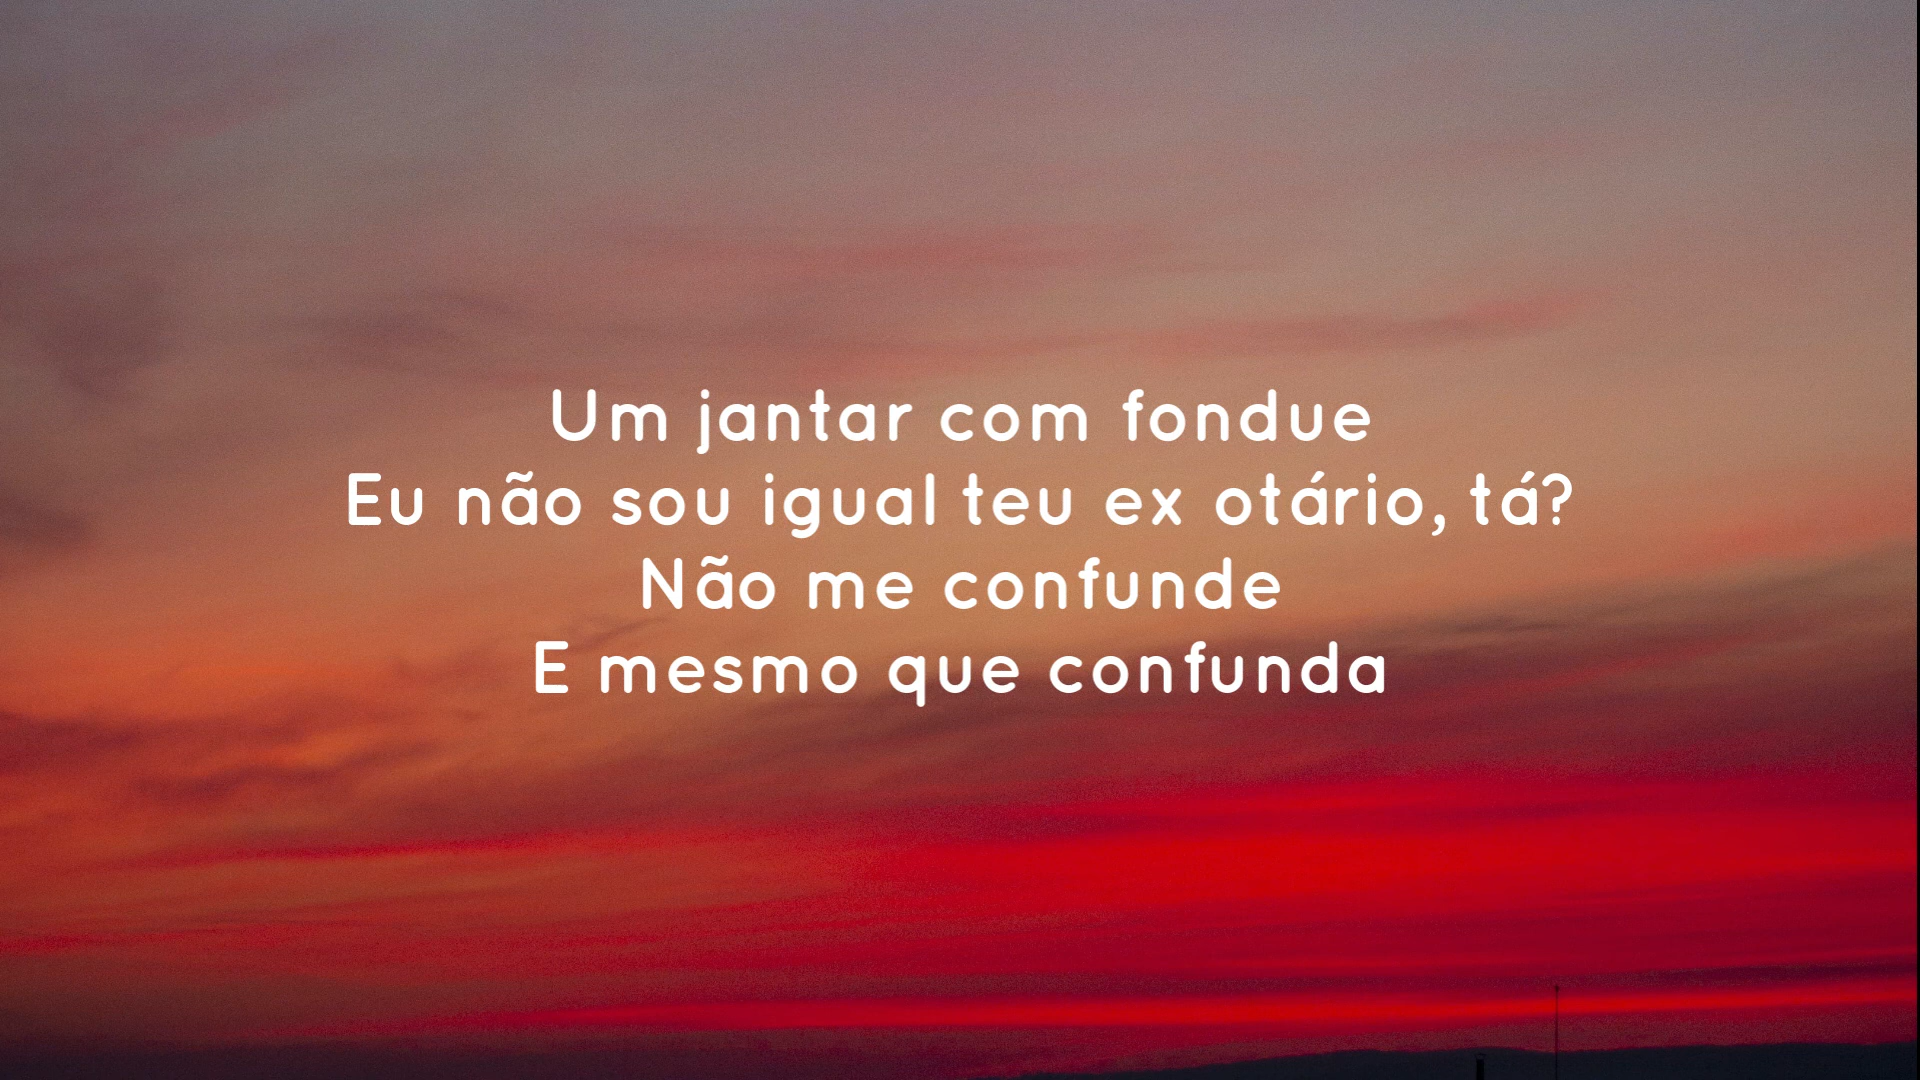 Um jantar com fondue
Eu não sou igual teu ex otário, tá?
Não me confunde
E mesmo que confunda